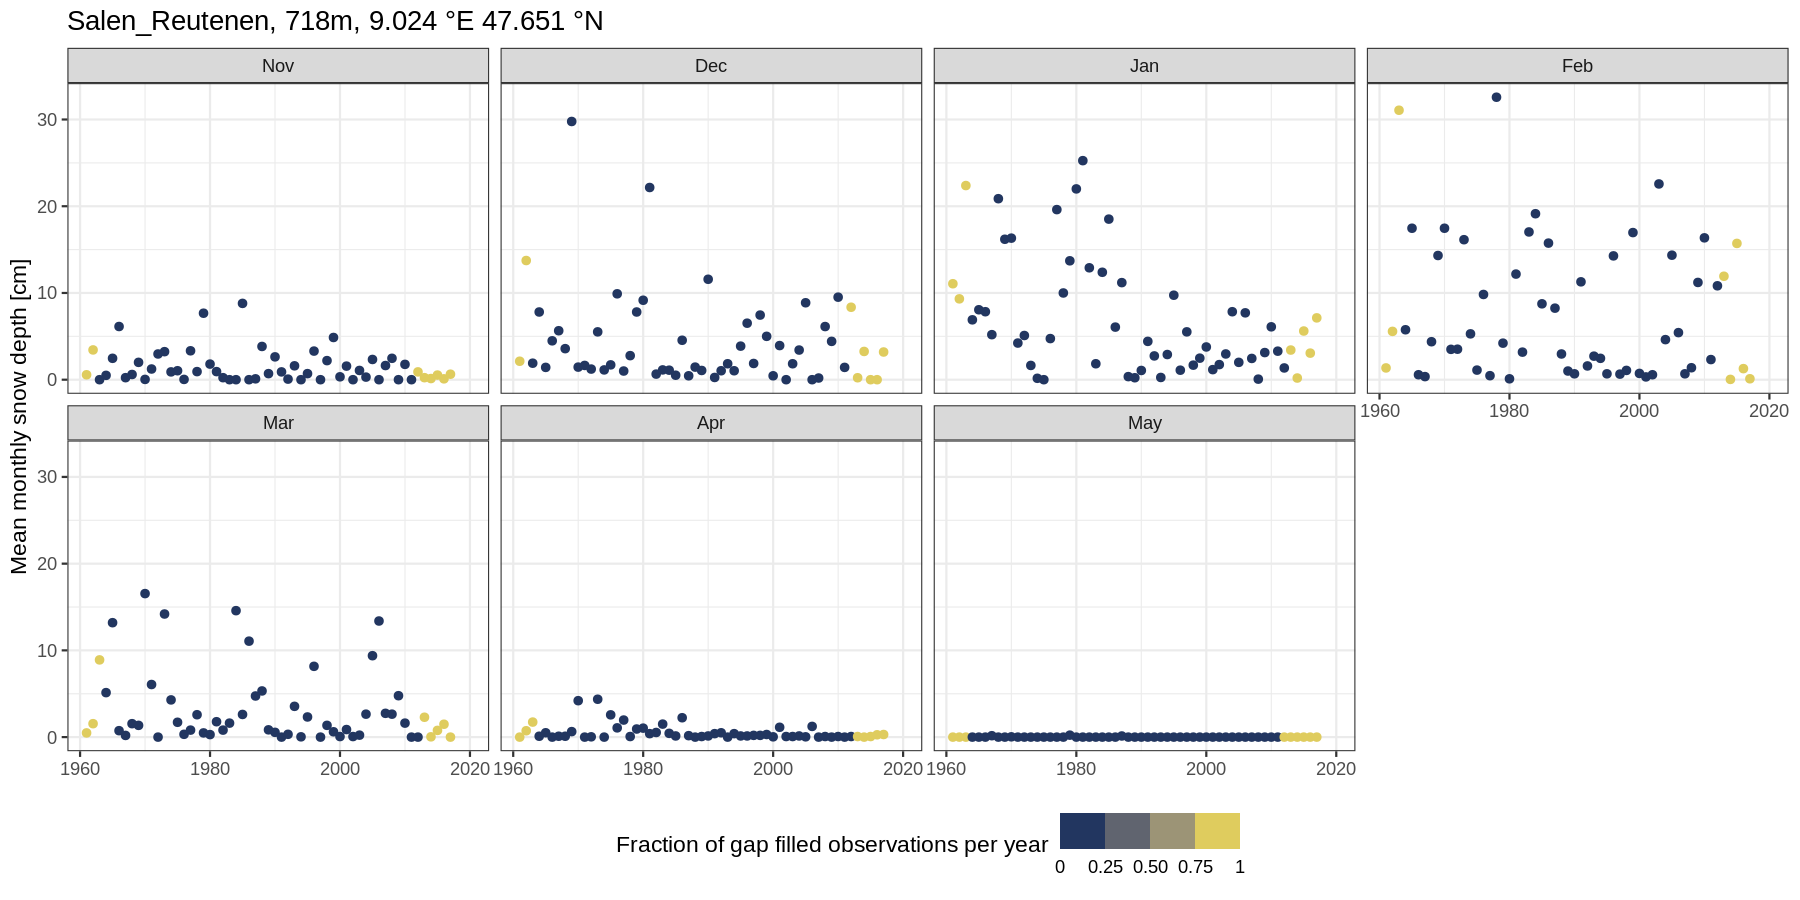 Salen_Reutenen, 718m, 9.024 °E 47.651 °N
Nov Dec Jan Feb
Mean monthly snow depth [cm]
30
20
10
0
1960 1980 2000 2020
Mar Apr May
30
20
10
0
1960 1980 2000 2020 1960 1980 2000 2020 1960 1980 2000 2020
Fraction of gap filled observations per year
0 0.25 0.50 0.75 1